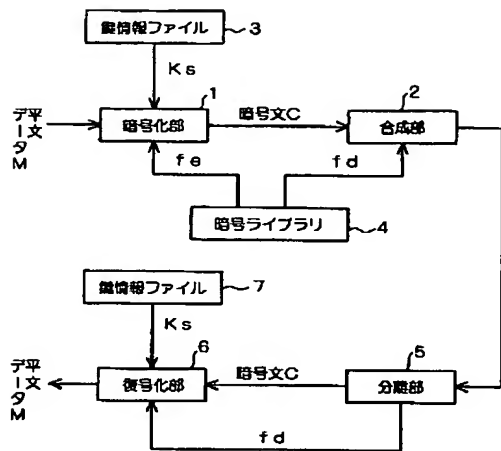 鍵情報ファイル
3
Ks
1
2
平文
データM
暗号化部
暗号文C
合成部
fe
fd
暗号ライブラリ
4
鍵情報ファイル
7
Ks
6
5
平文
データM
復号化部
暗号文C
分離部
fd